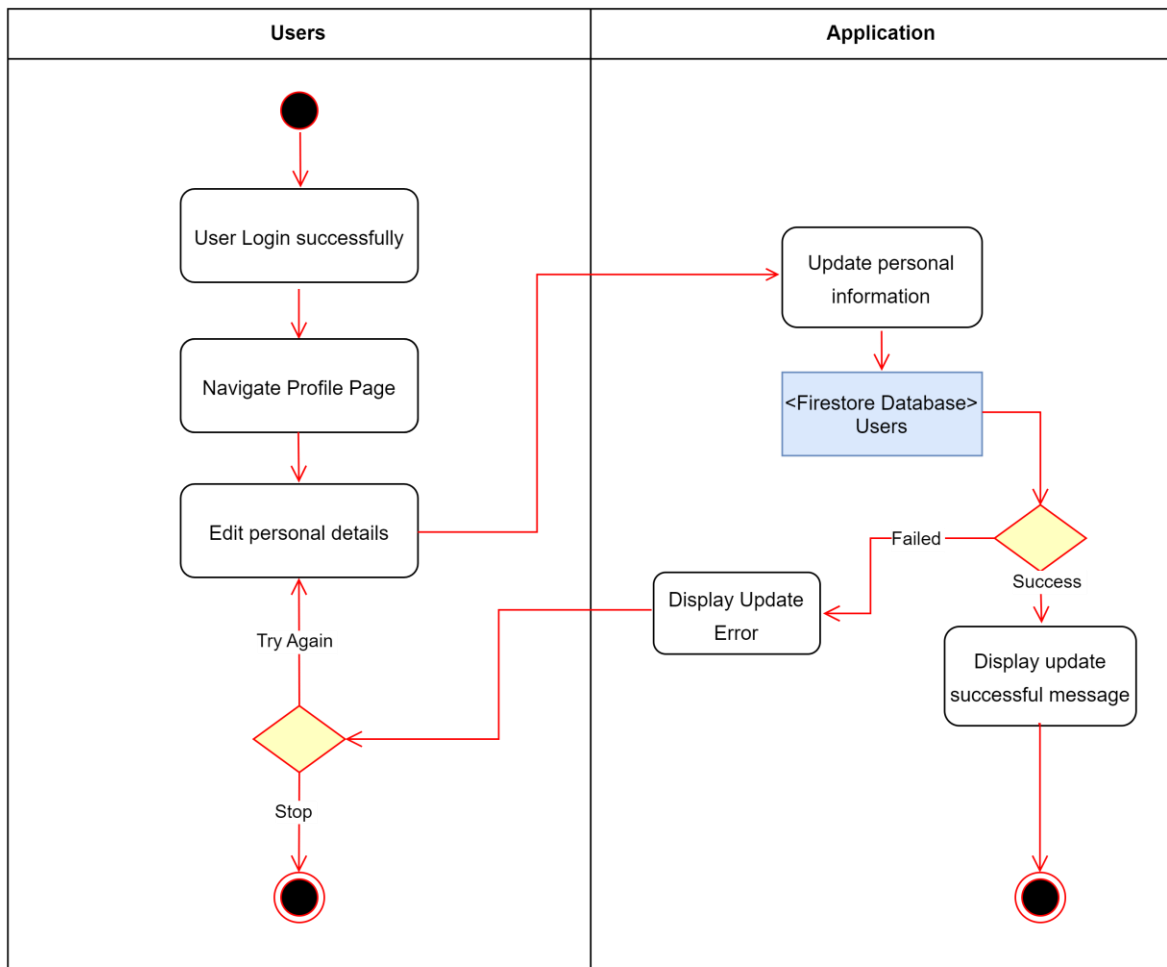 Users
Application
User Login successfully
Update personal
information
Navigate Profile Page
<Firestore Database>
Users
Edit personal details
Failed
Success
Display Update
Error
Try Again
Display update
successful message
Stop